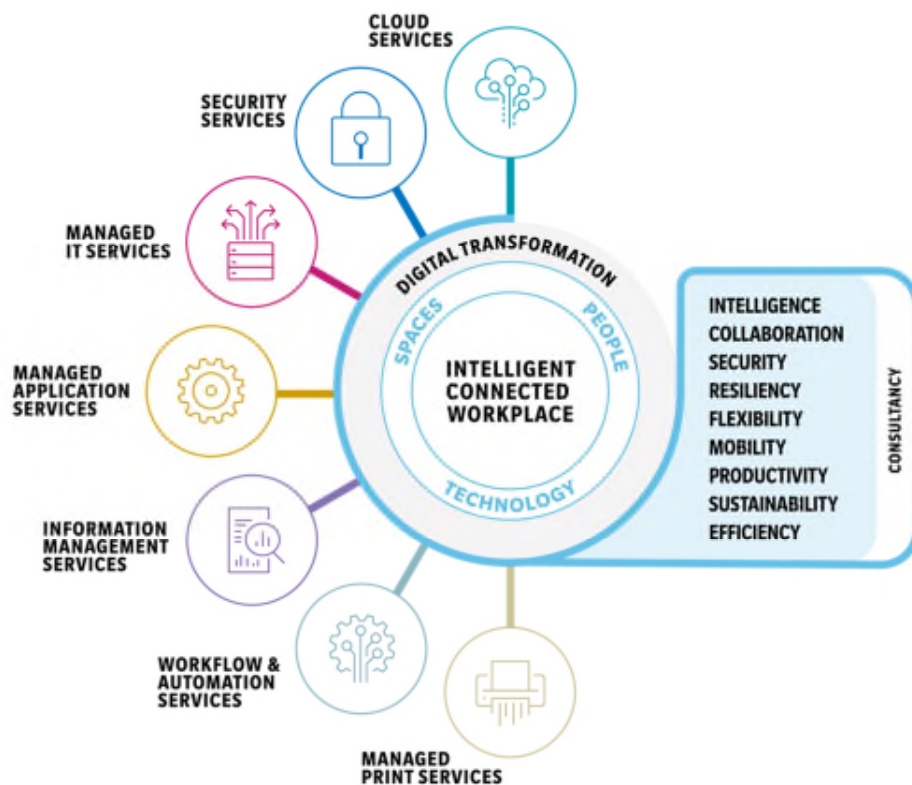 CLOUD
SERVICES
SECURITY
SERVICES
MANAGED
IT SERVICES
MANAGED
APPLICATION
SERVICES
INFORMATION
MANAGEMENT
SERVICES
WORKFLOW &
AUTOMATION
SERVICES
MANAGED
PRINT SERVICES
DIGITAL TRANSFORMATION
SPACES
PEOPLE
TECHNOLOGY
INTELLIGENT
CONNECTED
WORKPLACE
INTELLIGENCE
COLLABORATION
SECURITY
RESILIENCY
FLEXIBILITY
MOBILITY
PRODUCTIVITY
SUSTAINABILITY
EFFICIENCY
CONSULTANCY